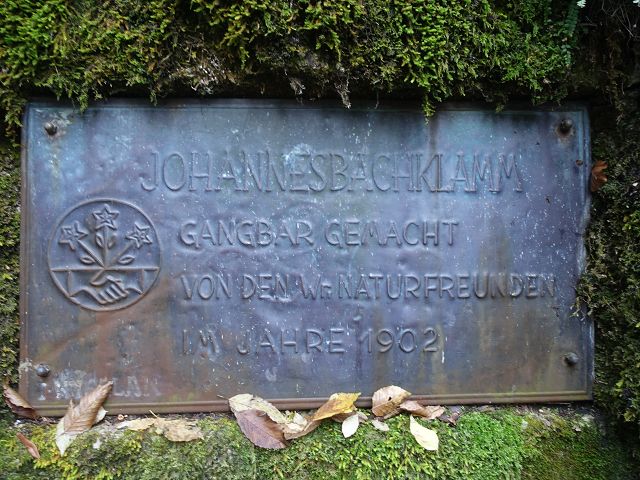 JOHANNESBACHKLAMM
GANGBAR GEMACHT
VON DEN Wr. NATURFREUNDEN
IM JAHRE 1902